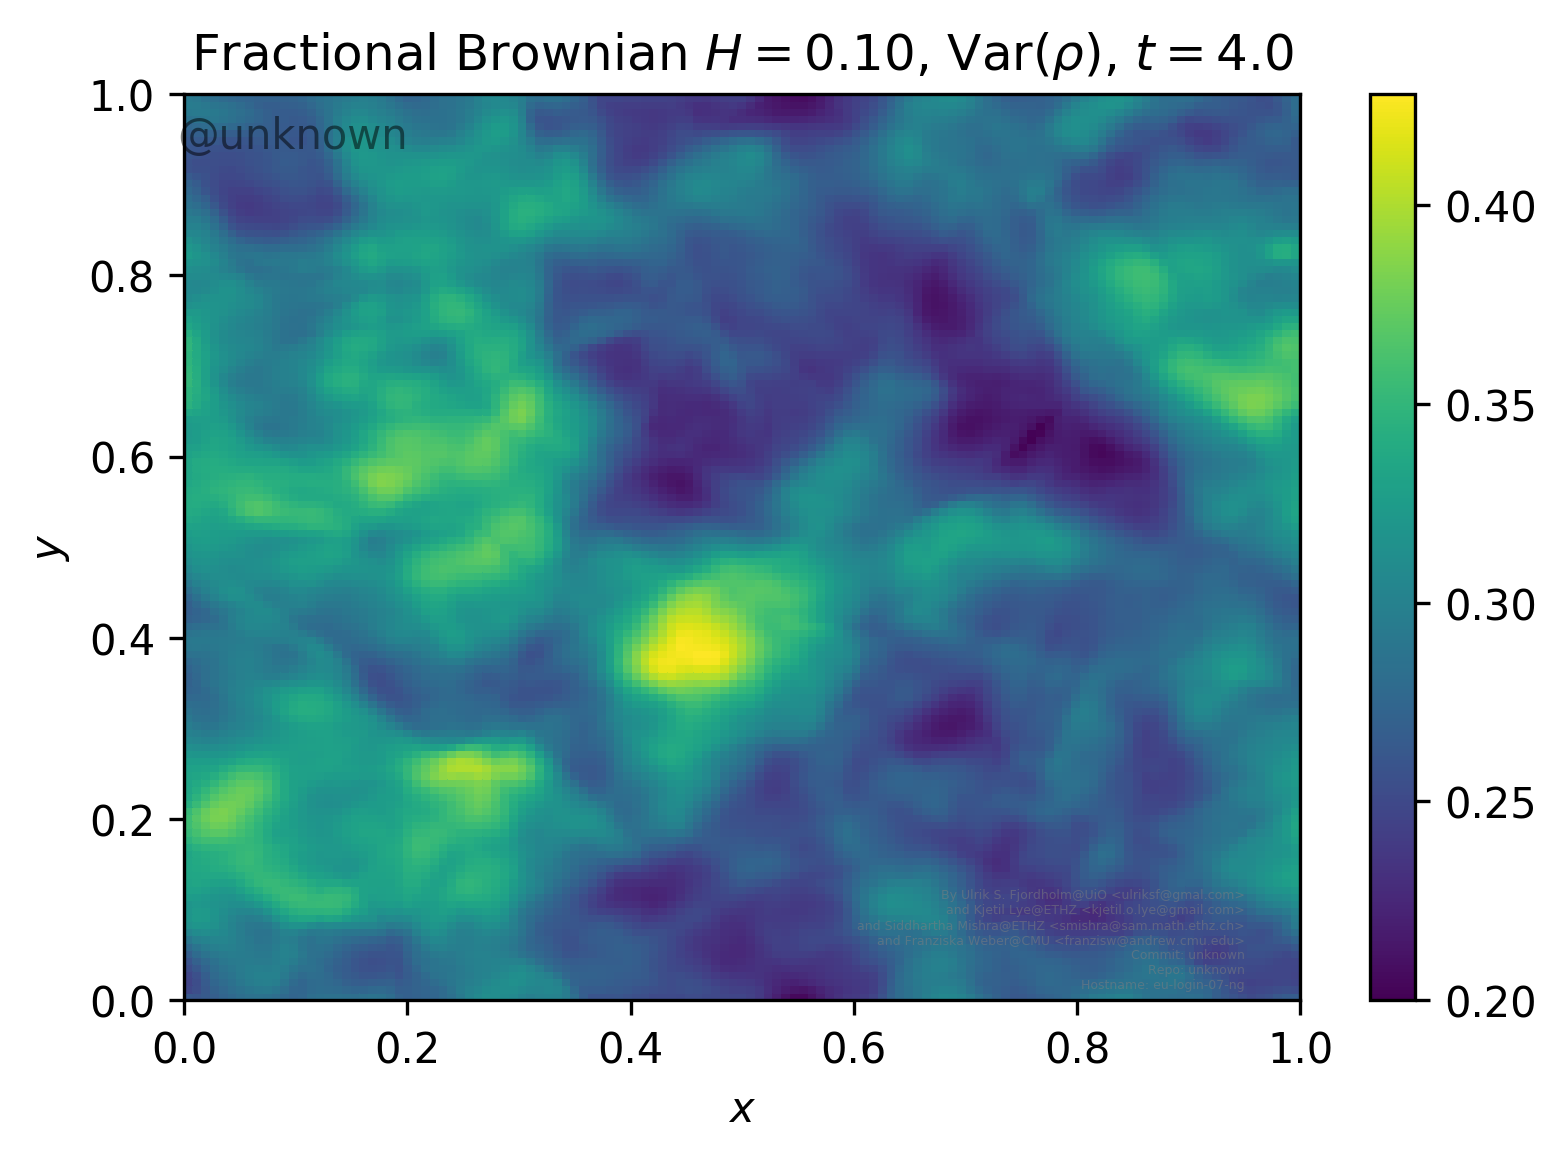 Fractional Brownian H = 0.10, Var(ρ), t = 4.0
@unknown
1.0
0.8
0.6
0.4
0.2
0.0
y
0.0 0.2 0.4 0.6 0.8 1.0
x
0.40
0.35
0.30
0.25
0.20
By Ulrik S. Fjordholm@UiO <ulriksf@gmal.com>
and Kjetil Lye@ETHZ <kjetil.o.lye@gmail.com>
and Siddhartha Mishra@ETHZ <smishra@sam.math.ethz.ch>
and Franziska Weber@CMU <franzisw@andrew.cmu.edu>
Commit: unknown
Repo: unknown
Hostname: eu-login-07-ng